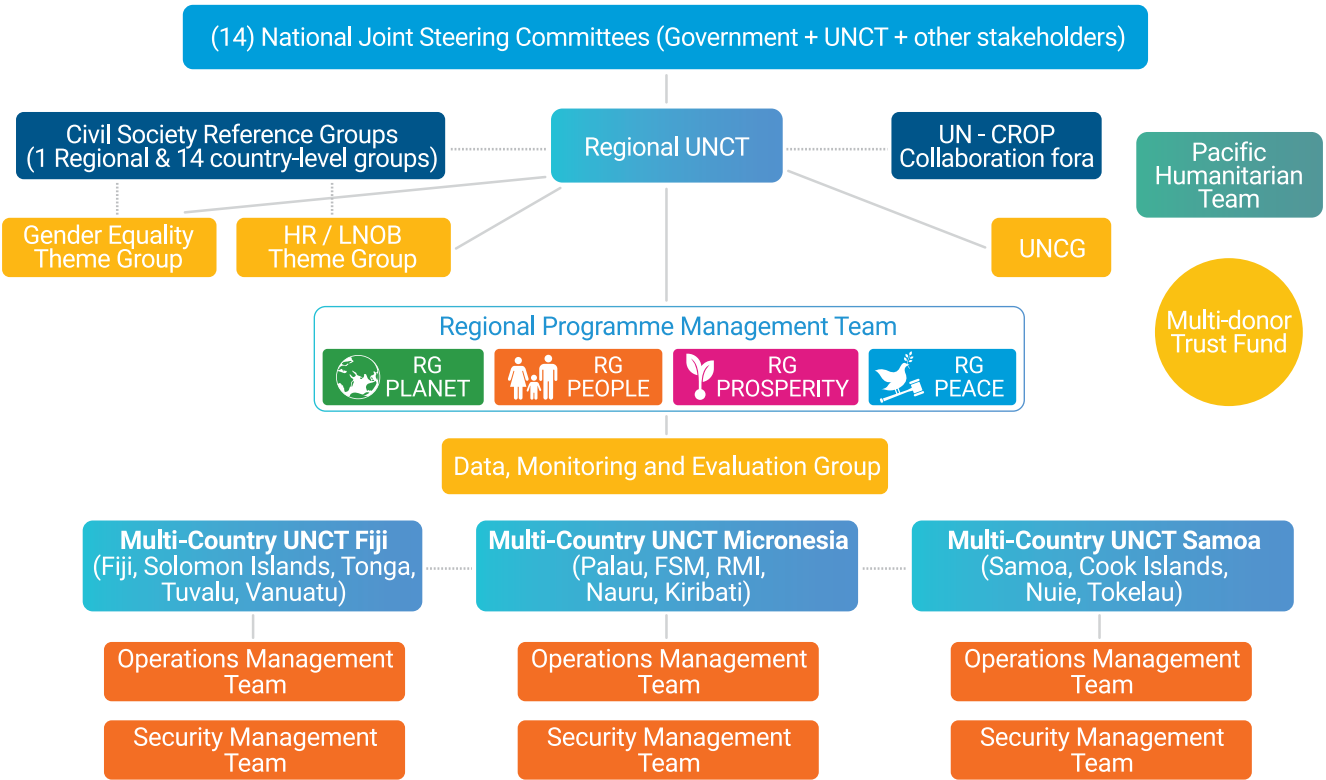 (14) National Joint Steering Committees (Government + UNCT + other stakeholders)
Civil Society Reference Groups
(1 Regional & 14 country-level groups)
Regional UNCT
UN - CROP
Collaboration fora
Pacific
Humanitarian
Team
Gender Equality
Theme Group
HR / LNOB
Theme Group
UNCG
Multi-donor
Trust Fund
Regional Programme Management Team
RG
PLANET
RG
PEOPLE
RG
PROSPERITY
RG
PEACE
Data, Monitoring and Evaluation Group
Multi-Country UNCT Fiji
(Fiji, Solomon Islands, Tonga,
Tuvalu, Vanuatu)
Multi-Country UNCT Micronesia
(Palau, FSM, RMI,
Nauru, Kiribati)
Multi-Country UNCT Samoa
(Samoa, Cook Islands,
Nuie, Tokelau)
Operations Management
Team
Operations Management
Team
Operations Management
Team
Security Management
Team
Security Management
Team
Security Management
Team